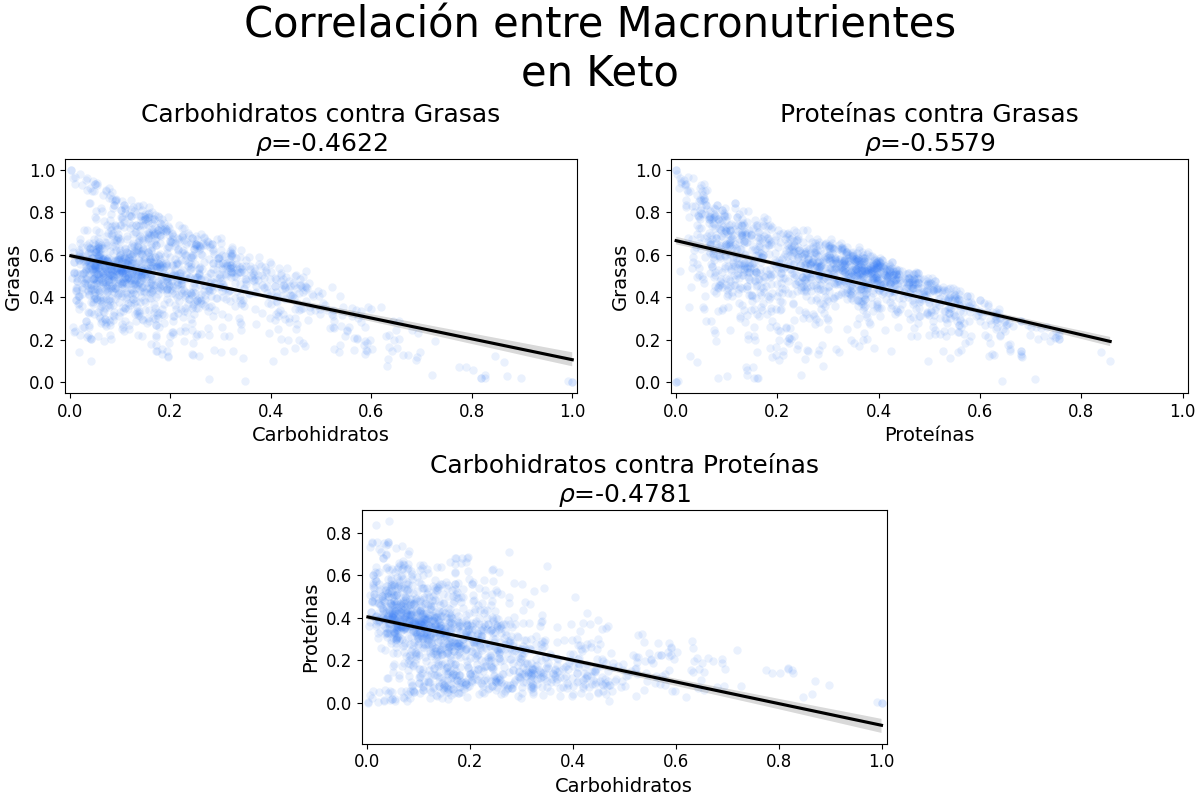 Correlación entre Macronutrientes
en Keto
Carbohidratos contra Grasas
ρ=-0.4622
1.0
0.8
0.6
0.4
0.2
0.0
Grasas
0.0 0.2 0.4 0.6 0.8 1.0
Carbohidratos
Proteínas contra Grasas
ρ=-0.5579
1.0
0.8
0.6
0.4
0.2
0.0
Grasas
0.0 0.2 0.4 0.6 0.8 1.0
Proteínas
Carbohidratos contra Proteínas
ρ=-0.4781
0.8
0.6
0.4
0.2
0.0
Proteínas
0.0 0.2 0.4 0.6 0.8 1.0
Carbohidratos